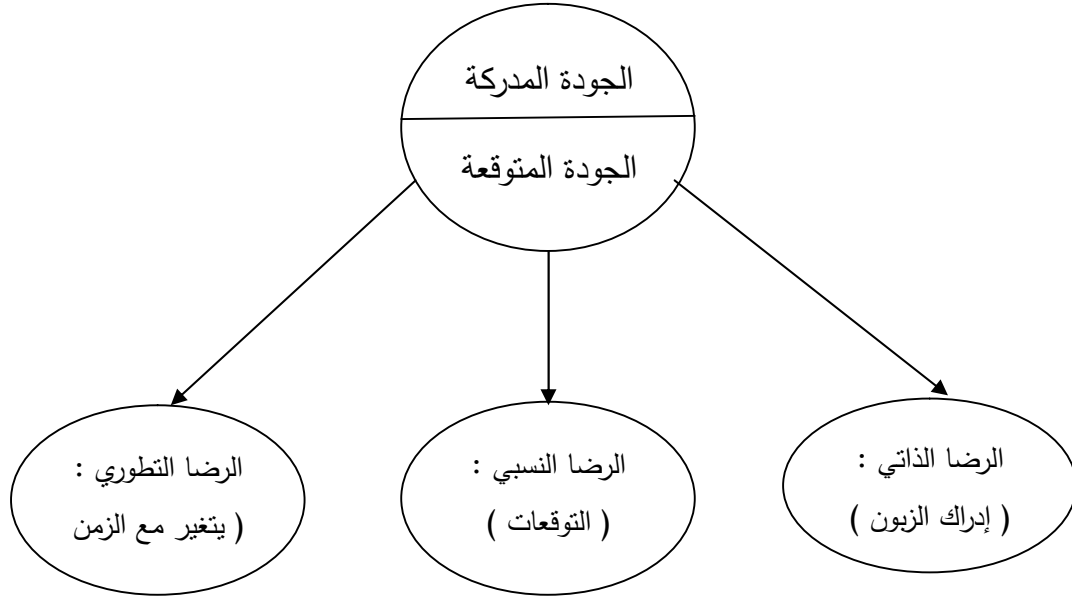 الجودة المدركة
الجودة المتوقعة
الرضا الذاتي :
( إدراك الزبون )
الرضا النسبي :
( التوقعات )
الرضا التطوري :
( يتغير مع الزمن